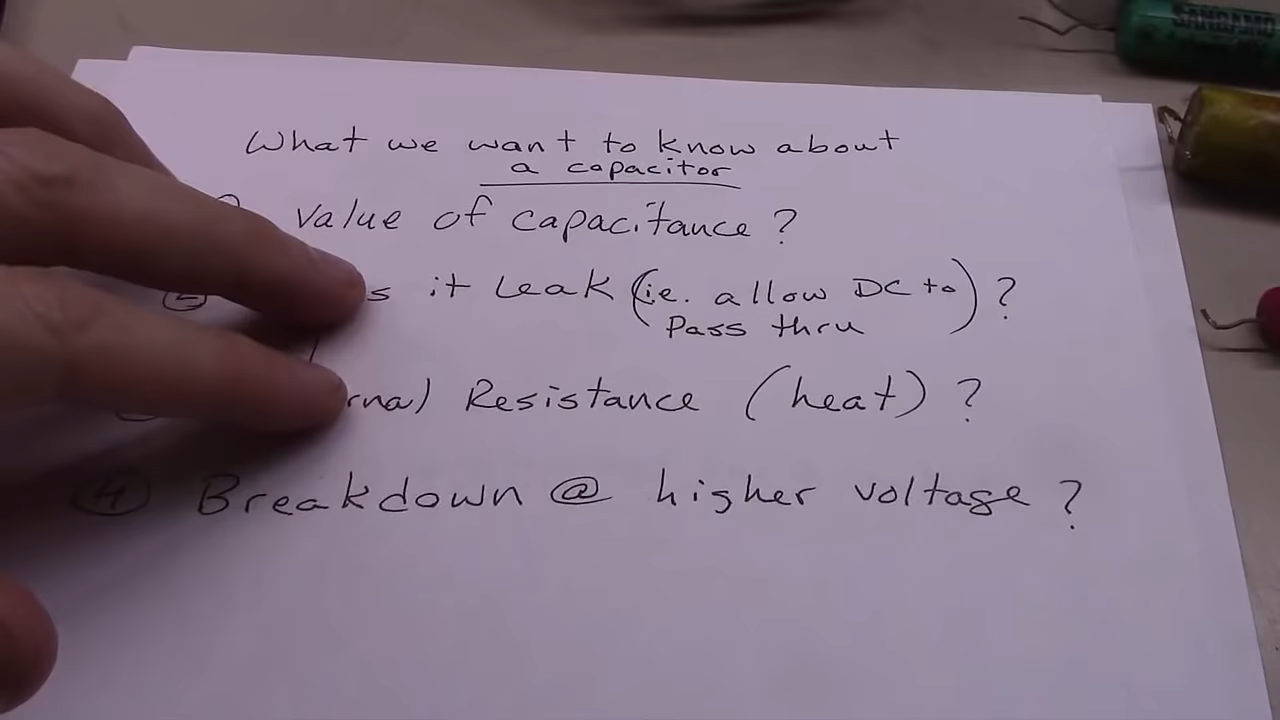 What we want to know about
a capacitor
Value of capacitance?
s it Leak (ie. allow DC to) ?
Pass thru
rnal Resistance (heat) ?
④ Breakdown @ higher voltage ?
SANGAMO